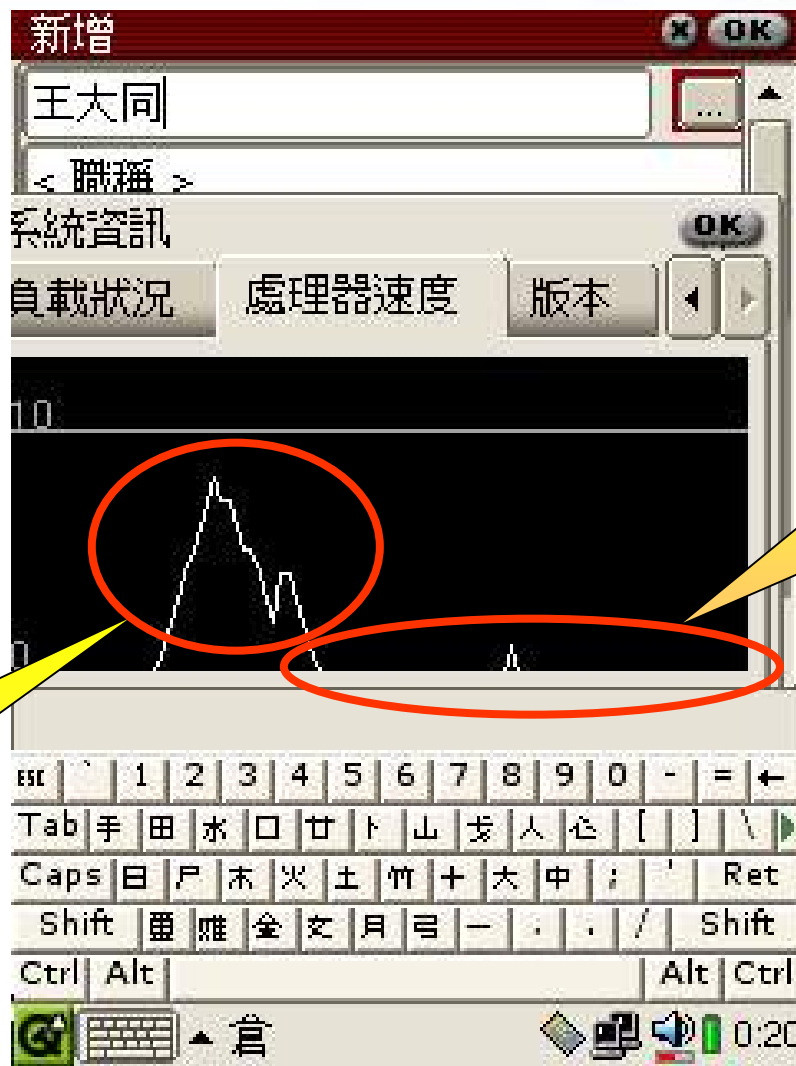 新增 × OK
王大同 ...
< 職稱 >
系統資訊 OK
負載狀況 處理器速度 版本
10
0
ESC ` 1 2 3 4 5 6 7 8 9 0 - = ←
Tab 手 田 水 口 廿 卜 山 戈 人 心 [ ] \
Caps 日 尸 木 火 土 竹 十 大 中 ; ' Ret
Shift 重 難 金 女 月 弓 一 , . / Shift
Ctrl Alt Alt Ctrl
倉 0:20